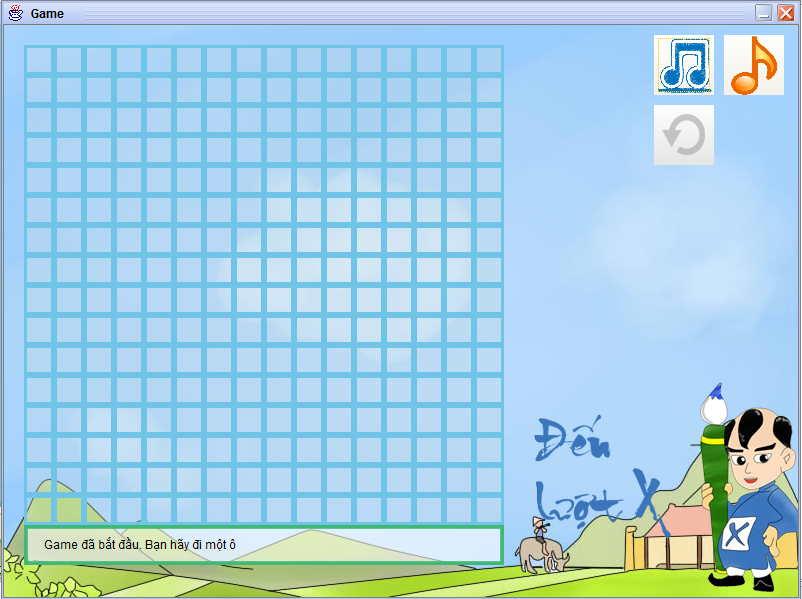 Game
Đến
lượt X
X
Game đã bắt đầu. Bạn hãy đi một ô